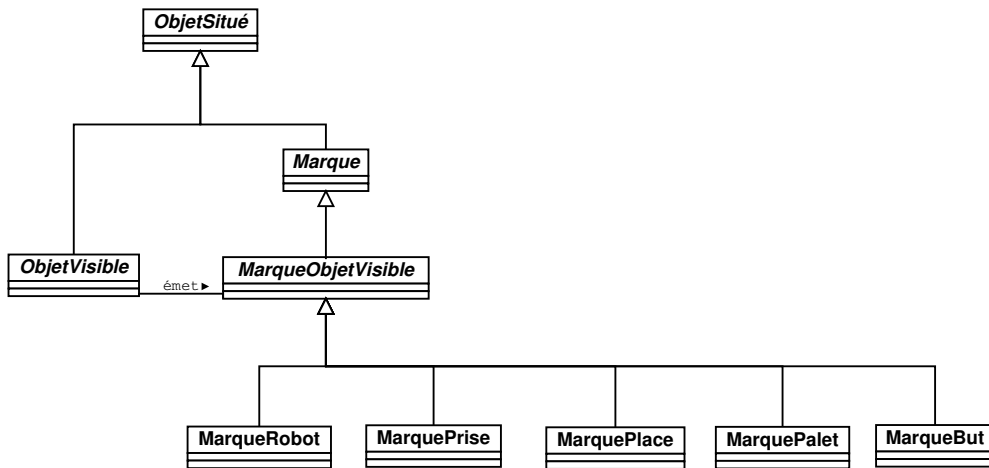 ObjetSitué
Marque
ObjetVisible
MarqueObjetVisible
émet ►
MarqueRobot
MarquePrise
MarquePlace
MarquePalet
MarqueBut